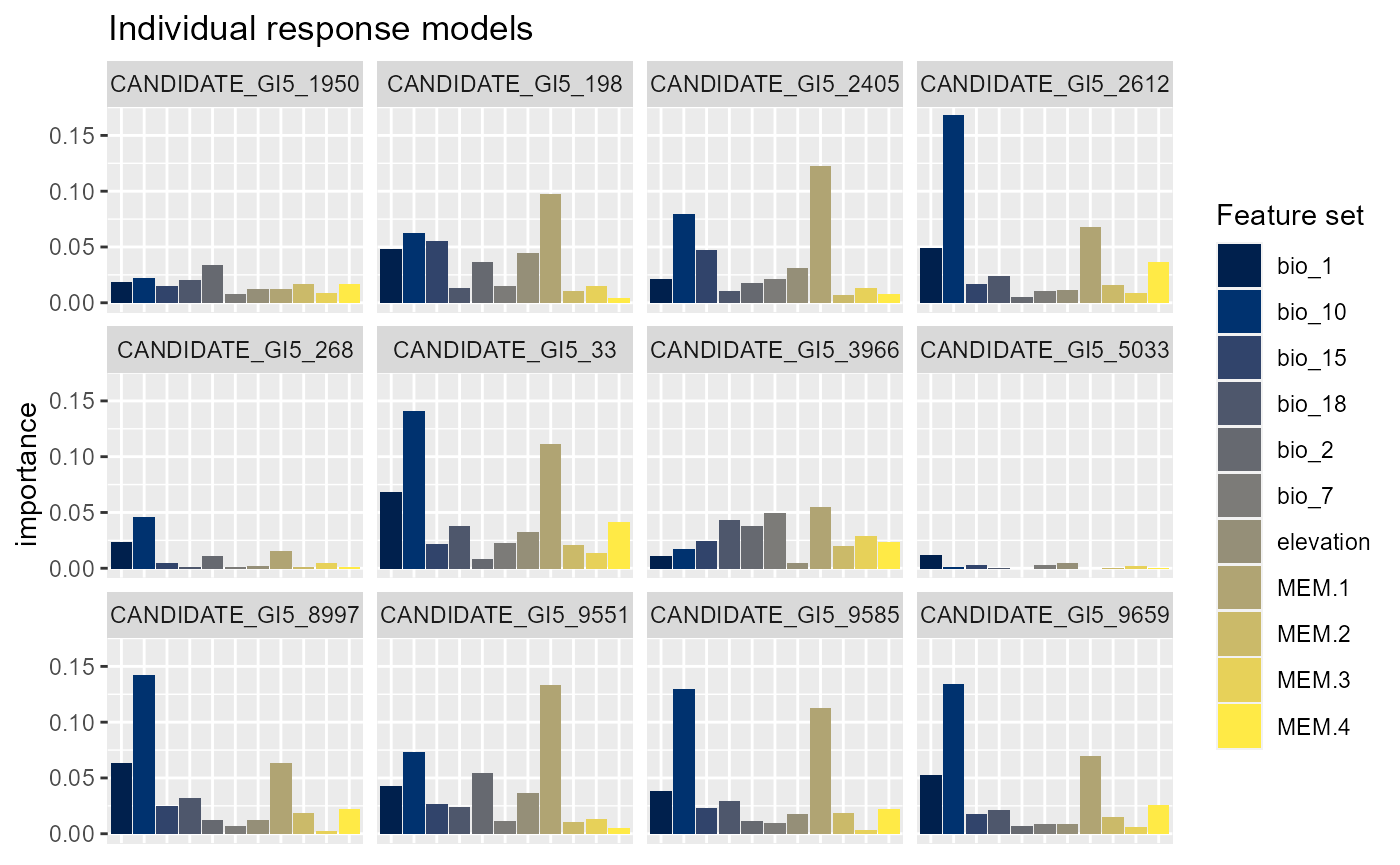 Individual response models
CANDIDATE_GI5_1950
CANDIDATE_GI5_198
CANDIDATE_GI5_2405
CANDIDATE_GI5_2612
0.15
0.10
0.05
0.00
CANDIDATE_GI5_268
CANDIDATE_GI5_33
CANDIDATE_GI5_3966
CANDIDATE_GI5_5033
0.15
0.10
0.05
0.00
CANDIDATE_GI5_8997
CANDIDATE_GI5_9551
CANDIDATE_GI5_9585
CANDIDATE_GI5_9659
0.15
0.10
0.05
0.00
importance
Feature set
bio_1
bio_10
bio_15
bio_18
bio_2
bio_7
elevation
MEM.1
MEM.2
MEM.3
MEM.4